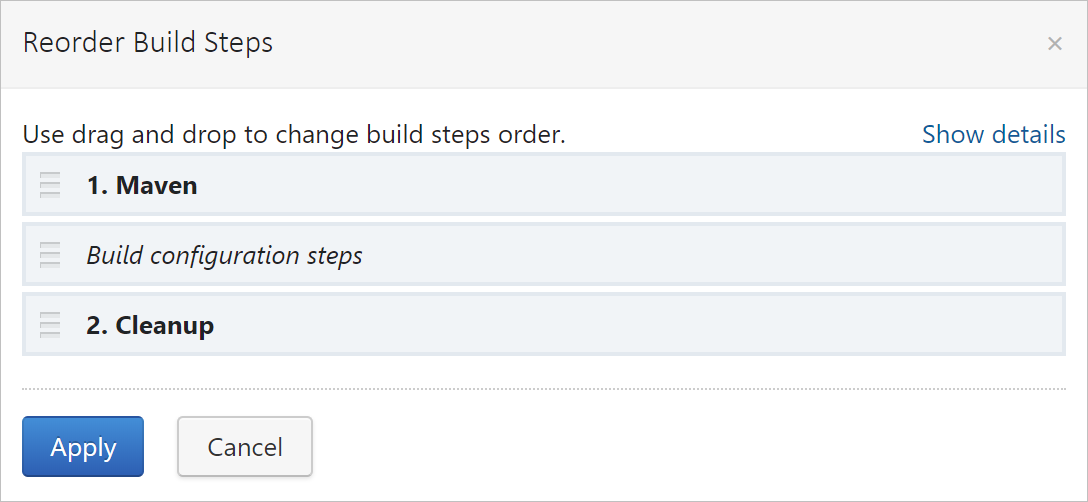 Reorder Build Steps
×
Use drag and drop to change build steps order. Show details
1. Maven
Build configuration steps
2. Cleanup
Apply Cancel